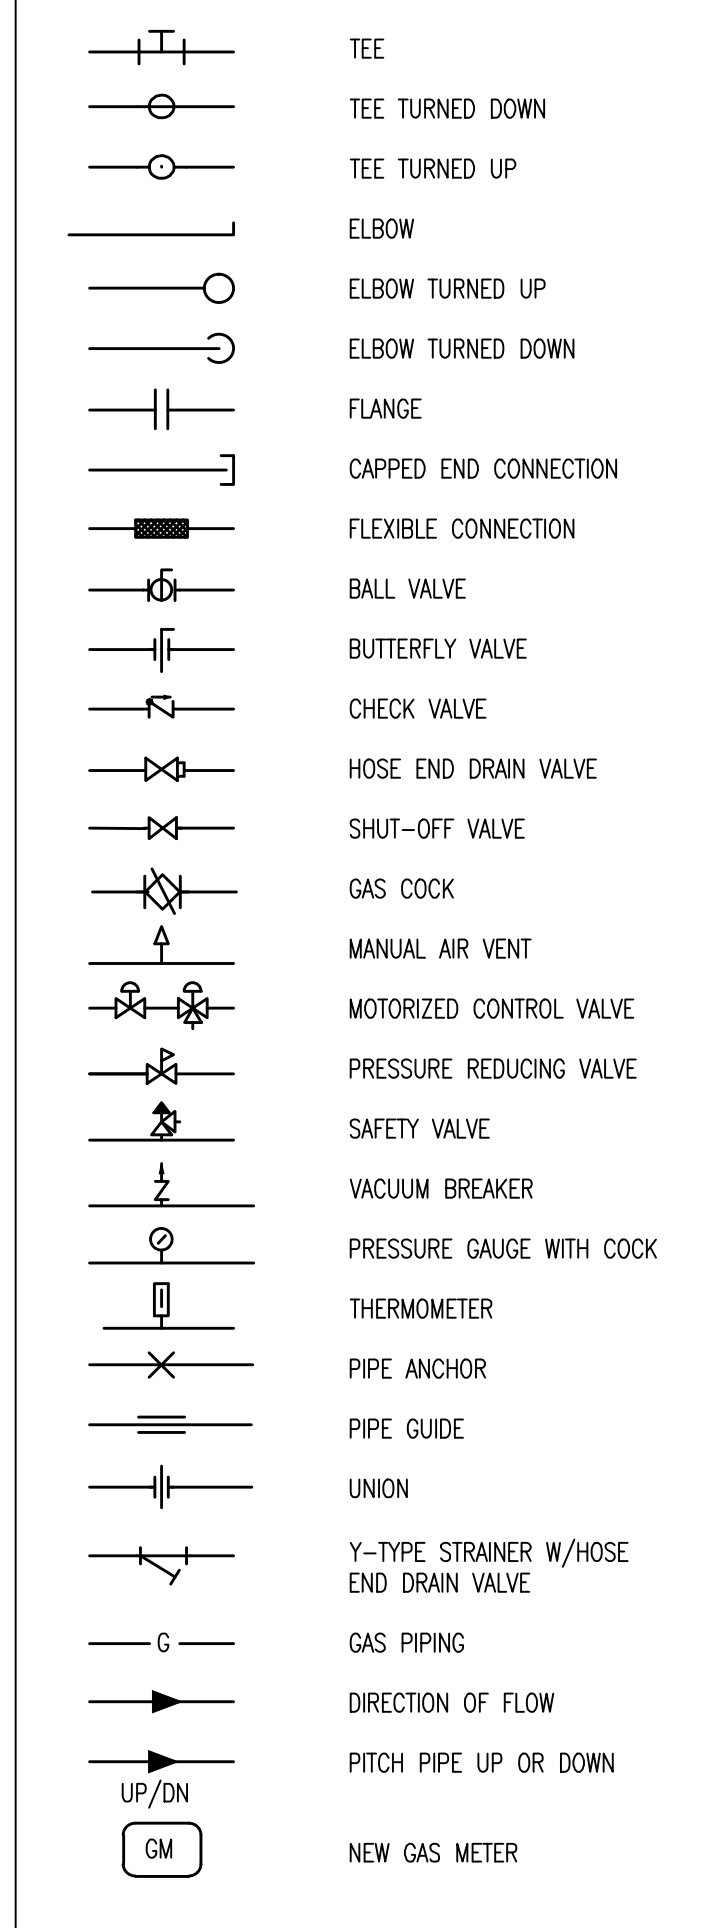 TEE
TEE TURNED DOWN
TEE TURNED UP
ELBOW
ELBOW TURNED UP
ELBOW TURNED DOWN
FLANGE
CAPPED END CONNECTION
FLEXIBLE CONNECTION
BALL VALVE
BUTTERFLY VALVE
CHECK VALVE
HOSE END DRAIN VALVE
SHUT-OFF VALVE
GAS COCK
MANUAL AIR VENT
MOTORIZED CONTROL VALVE
PRESSURE REDUCING VALVE
SAFETY VALVE
VACUUM BREAKER
PRESSURE GAUGE WITH COCK
THERMOMETER
PIPE ANCHOR
PIPE GUIDE
UNION
Y-TYPE STRAINER W/HOSE
END DRAIN VALVE
G GAS PIPING
DIRECTION OF FLOW
PITCH PIPE UP OR DOWN
UP/DN
GM NEW GAS METER